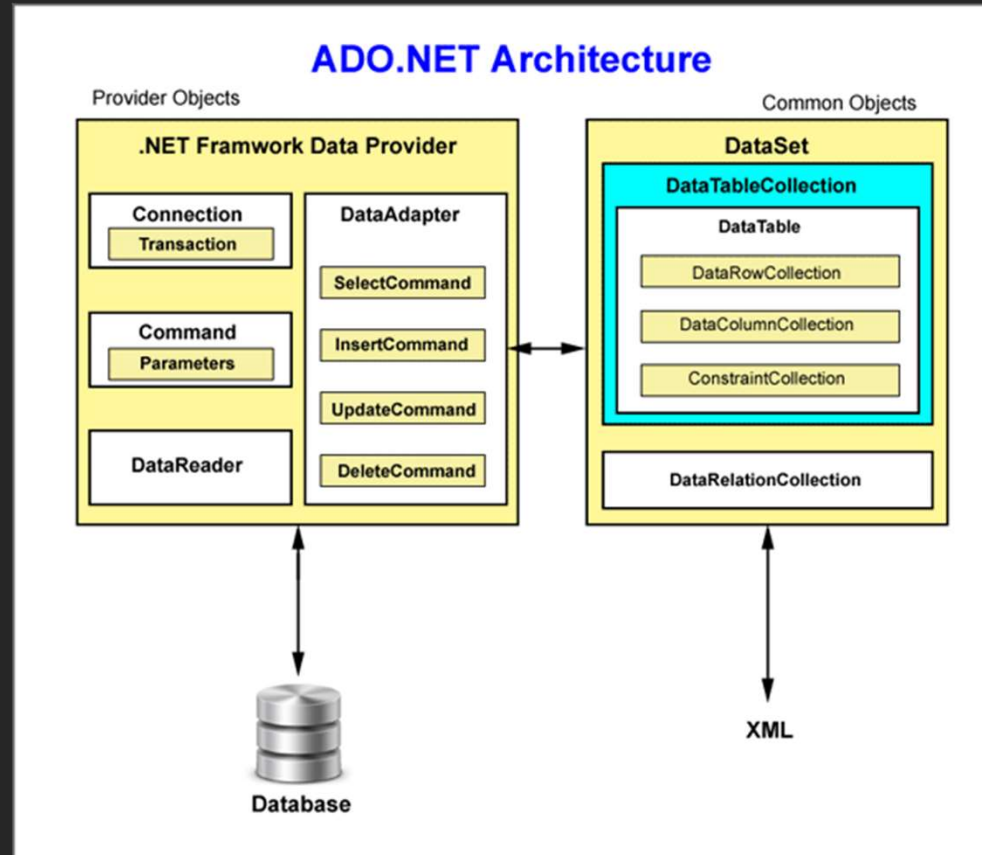 ADO.NET Architecture
Provider Objects
.NET Framwork Data Provider
Connection
Transaction
Command
Parameters
DataReader
DataAdapter
SelectCommand
InsertCommand
UpdateCommand
DeleteCommand
Common Objects
DataSet
DataTableCollection
DataTable
DataRowCollection
DataColumnCollection
ConstraintCollection
DataRelationCollection
Database
XML